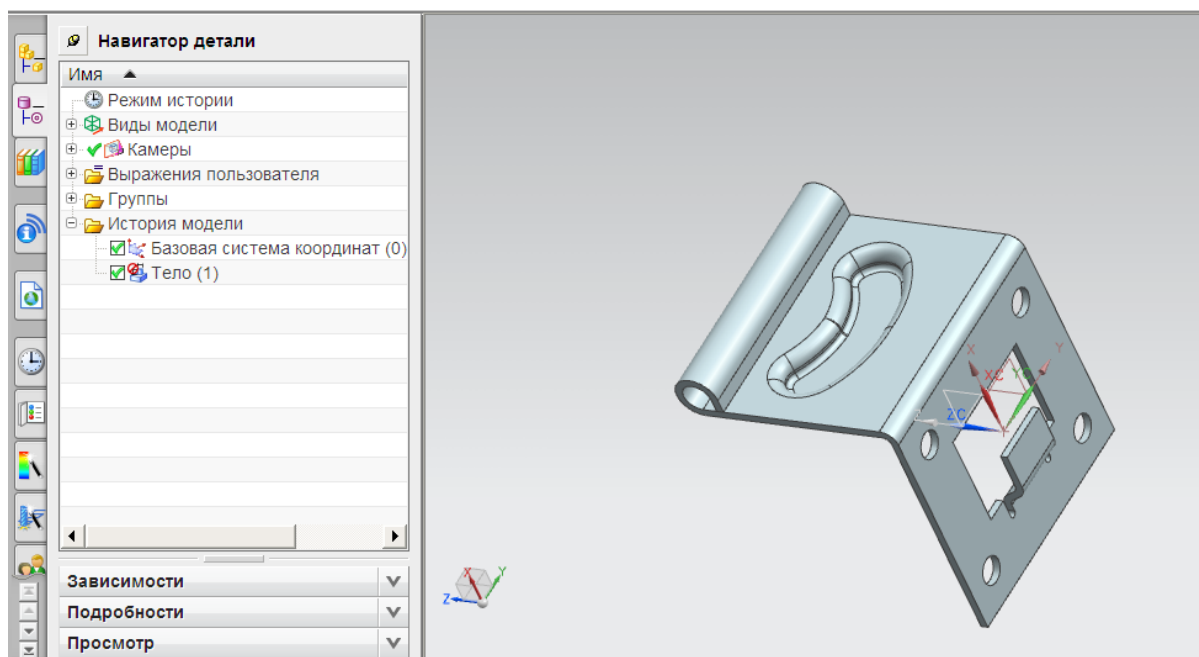 Навигатор детали
Имя
Режим истории
Виды модели
Камеры
Выражения пользователя
Группы
История модели
Базовая система координат (0)
Тело (1)
Зависимости
Подробности
Просмотр
X
Y
XC
YC
ZC
X
Y
Z